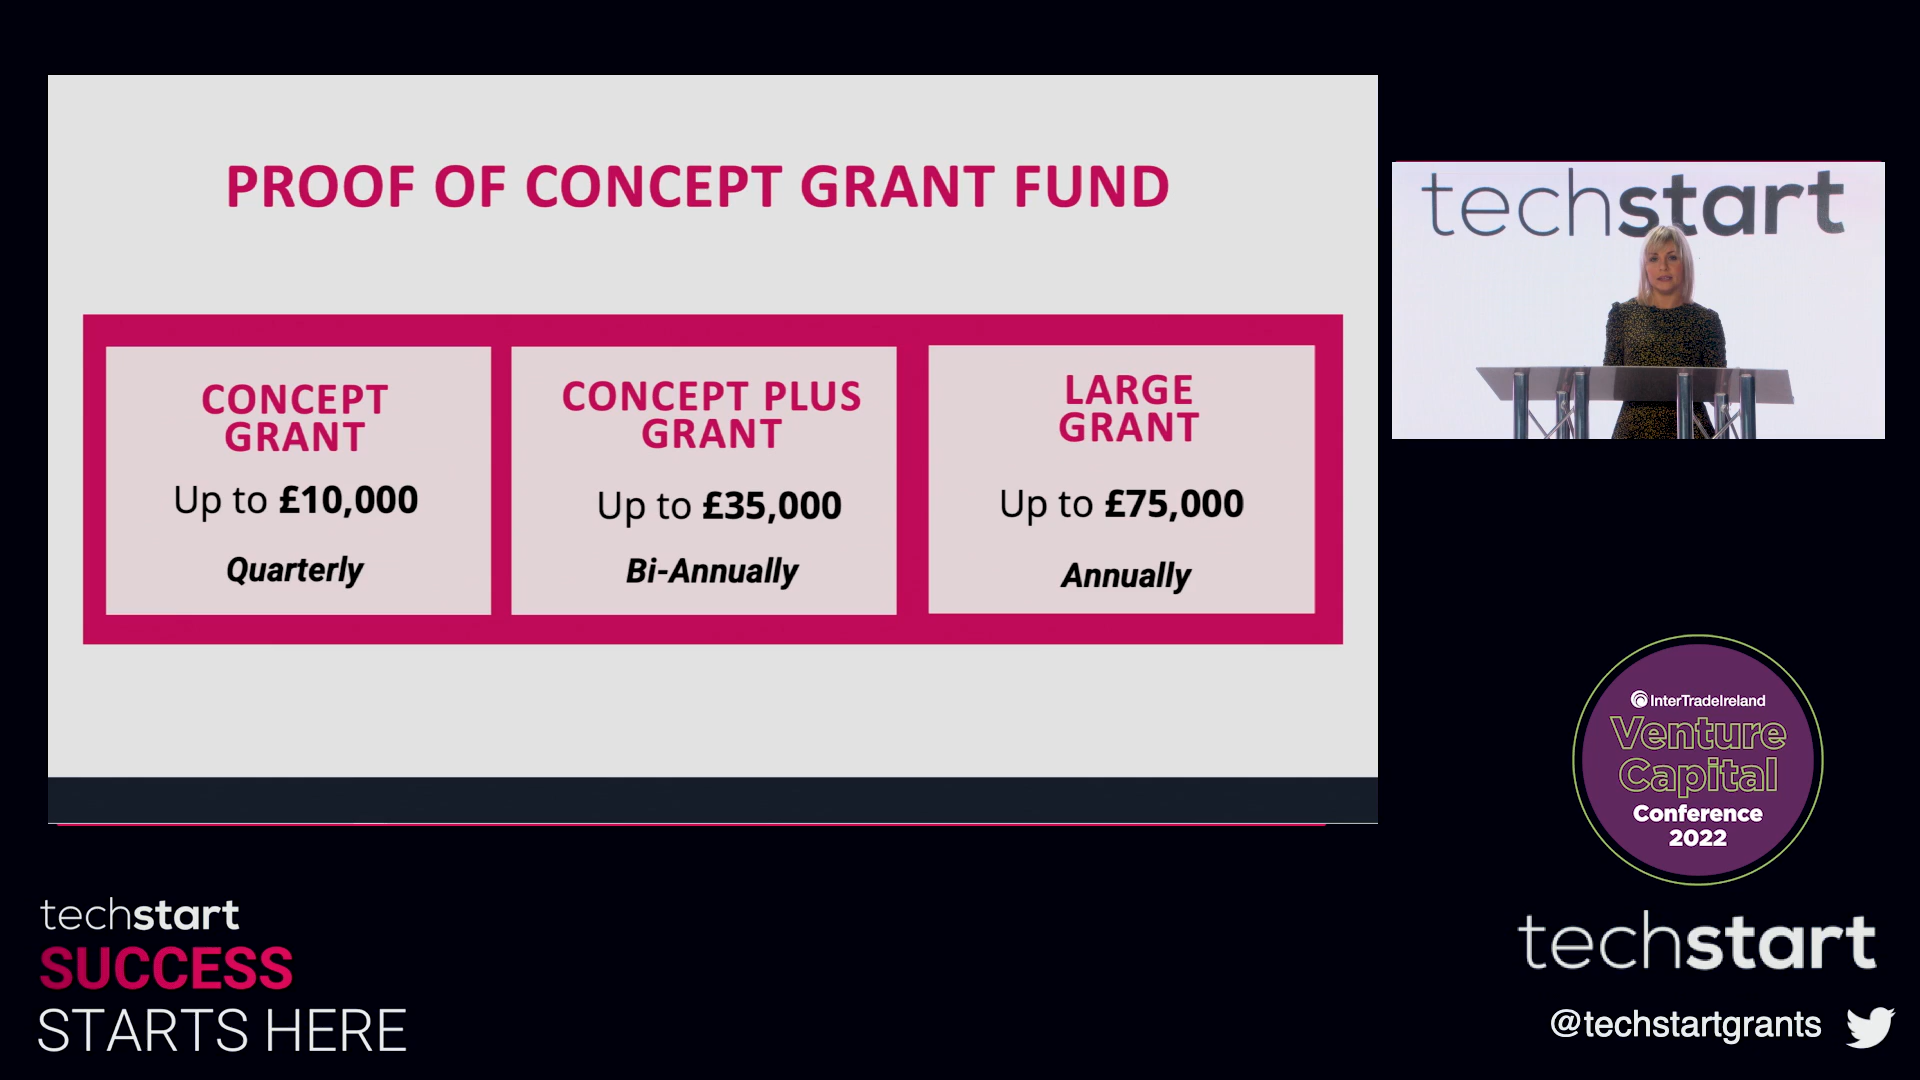 PROOF OF CONCEPT GRANT FUND
CONCEPT
GRANT
Up to £10,000
Quarterly
CONCEPT PLUS
GRANT
Up to £35,000
Bi-Annually
LARGE
GRANT
Up to £75,000
Annually
techstart
InterTradeIreland
Venture
Capital
Conference
2022
techstart
SUCCESS
STARTS HERE
techstart
@techstartgrants